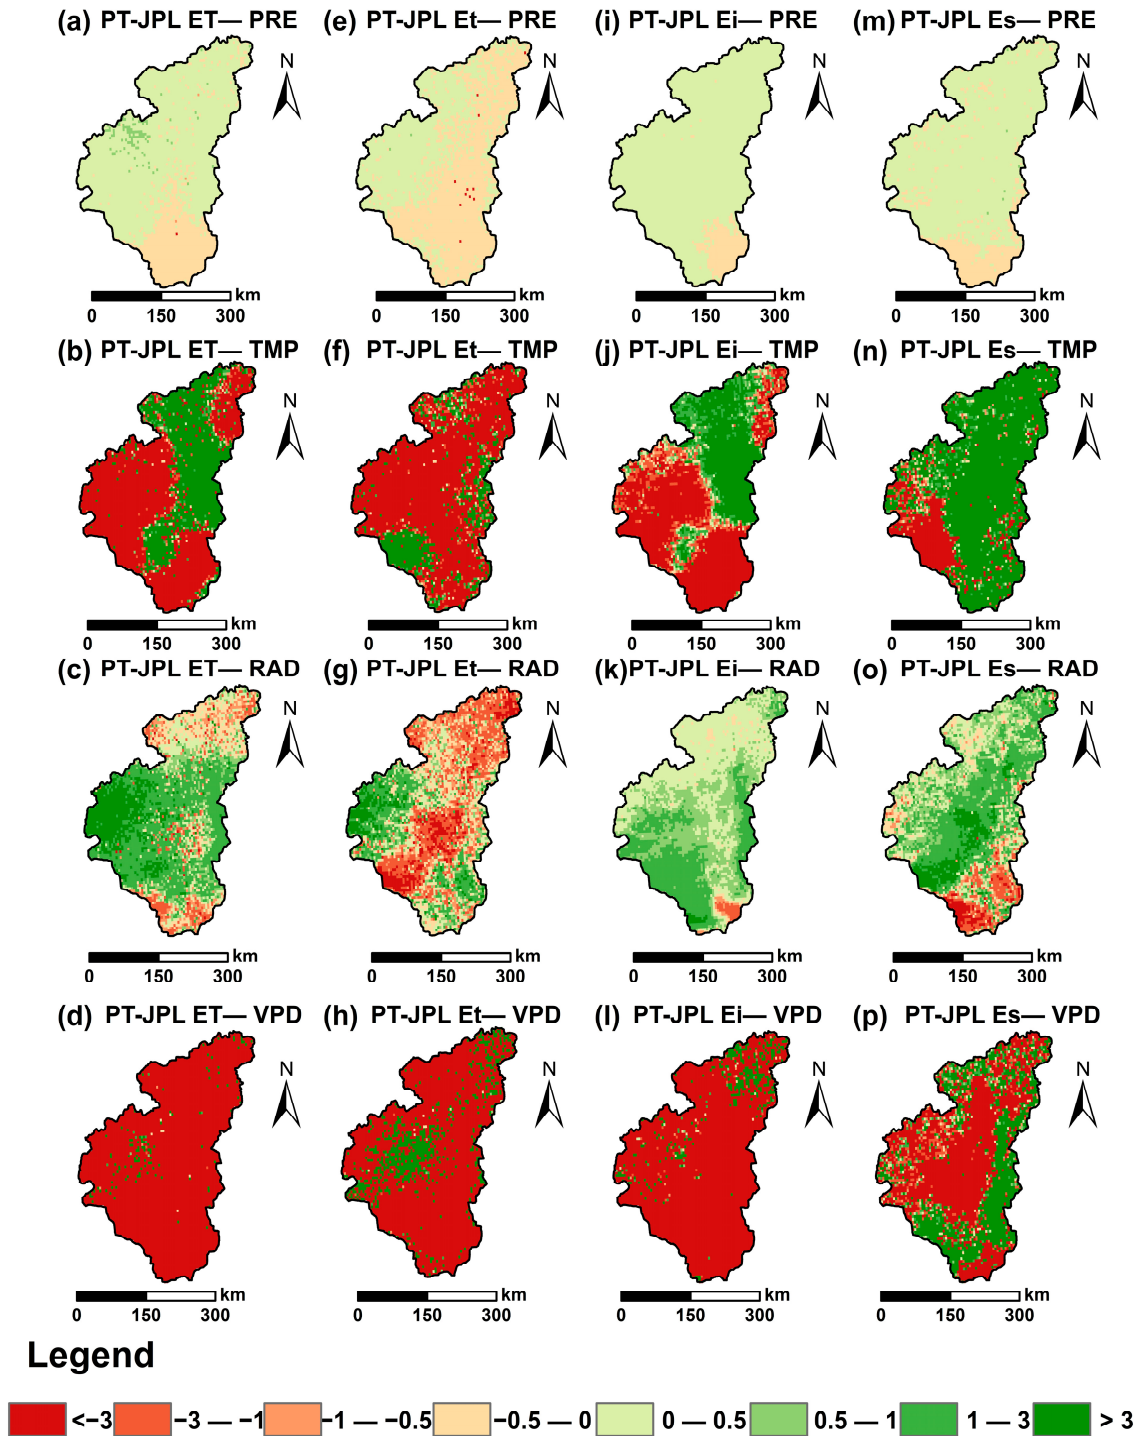 (a) PT-JPL ET— PRE
(e) PT-JPL Et— PRE
(i) PT-JPL Ei— PRE
(m) PT-JPL Es— PRE
N
N
N
N
km
km
km
km
0 150 300
0 150 300
0 150 300
0 150 300
(b) PT-JPL ET— TMP
(f) PT-JPL Et— TMP
(j) PT-JPL Ei— TMP
(n) PT-JPL Es— TMP
N
N
N
N
km
km
km
km
0 150 300
0 150 300
0 150 300
0 150 300
(c) PT-JPL ET— RAD
(g) PT-JPL Et— RAD
(k) PT-JPL Ei— RAD
(o) PT-JPL Es— RAD
N
N
N
N
km
km
km
km
0 150 300
0 150 300
0 150 300
0 150 300
(d) PT-JPL ET— VPD
(h) PT-JPL Et— VPD
(l) PT-JPL Ei— VPD
(p) PT-JPL Es— VPD
N
N
N
N
km
km
km
km
0 150 300
0 150 300
0 150 300
0 150 300
Legend
<−3 −3 — −1 −1 — −0.5 −0.5 — 0 0 — 0.5 0.5 — 1 1 — 3 > 3